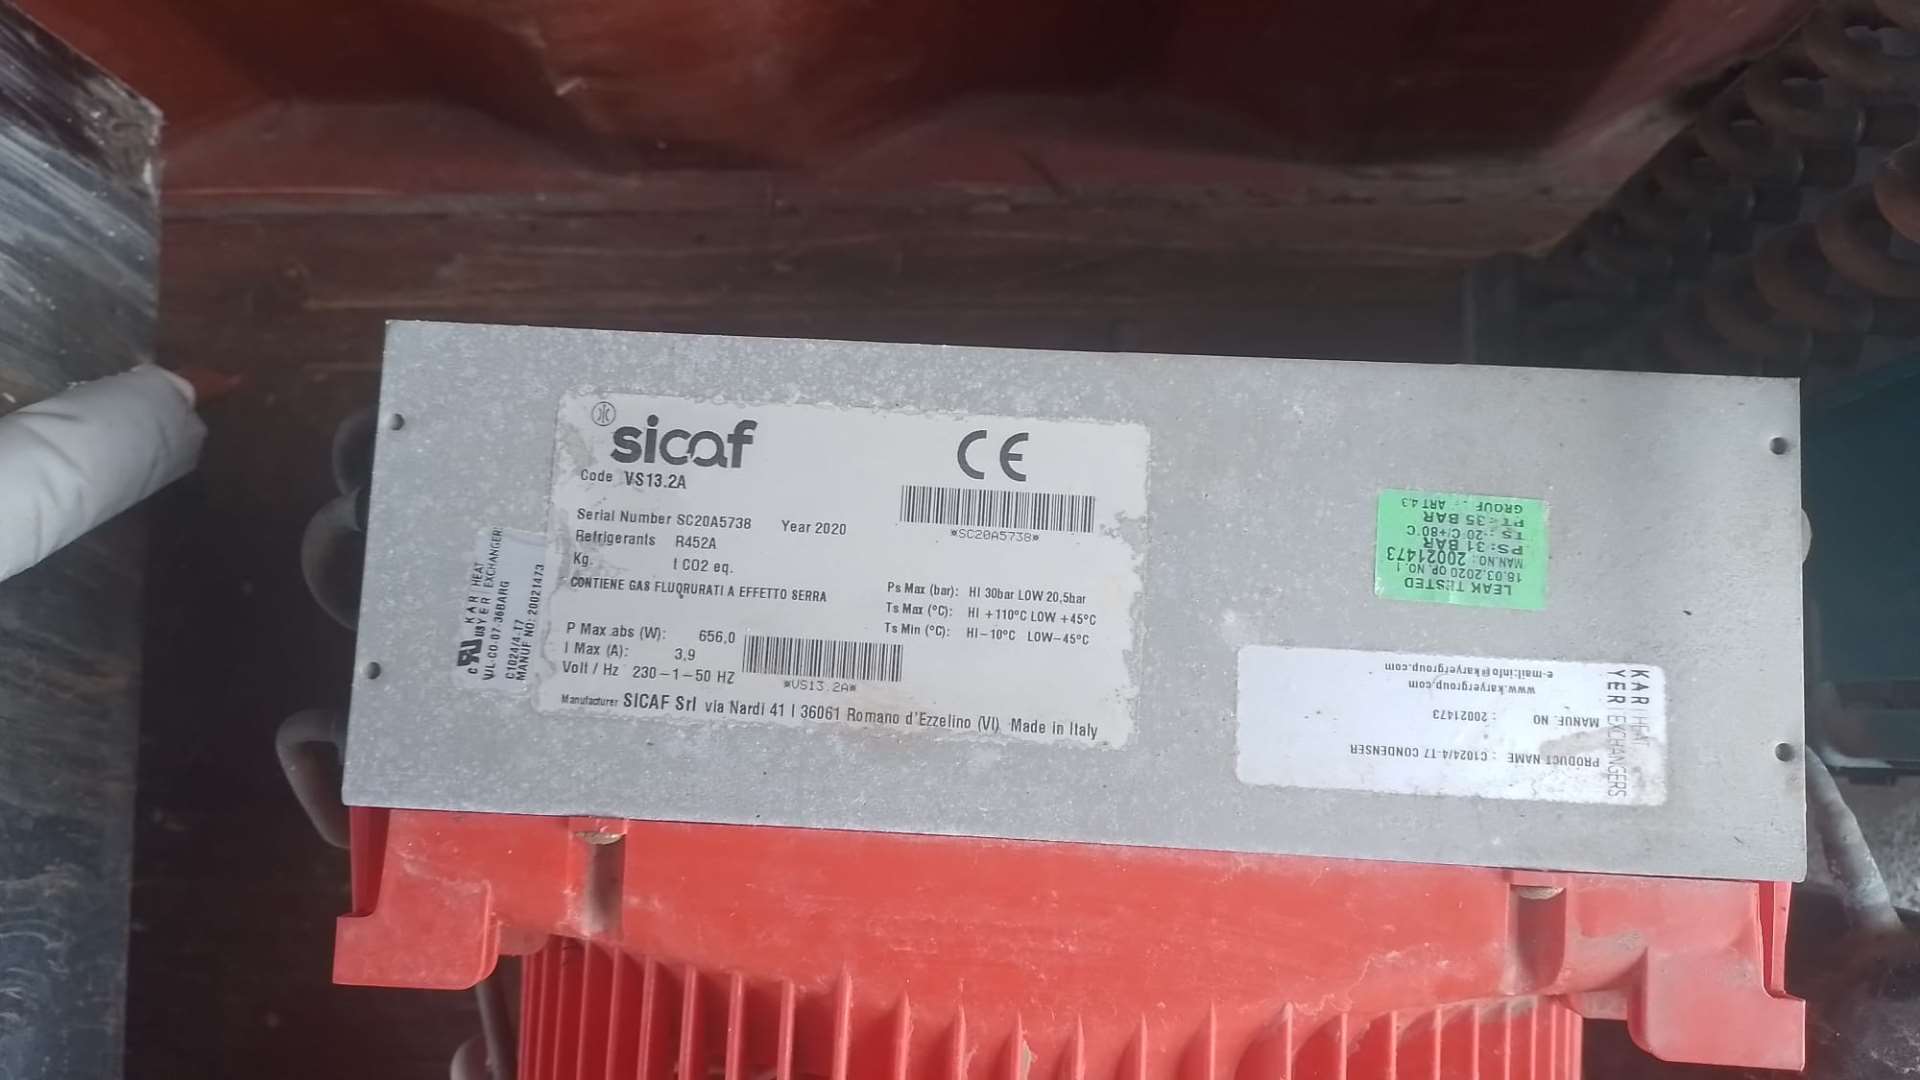 sicaf
CE
Code VS13.2A
*SC20A5738*
Serial Number SC20A5738 Year 2020
Refrigerants R452A
Kg. t CO2 eq.
CONTIENE GAS FLUORURATI A EFFETTO SERRA
Ps Max (bar): HI 30bar LOW 20,5bar
Ts Max (°C): HI +110°C LOW +45°C
Ts Min (°C): HI-10°C LOW-45°C
P Max abs (W): 656,0
I Max (A): 3,9
Volt / Hz 230-1-50 HZ
*VS13.2A*
Manufacturer SICAF Srl via Nardi 41 I 36061 Romano d'Ezzelino (VI) Made in Italy
KAR HEAT
YER EXCHANGER
US
C1024/4.T7
MANUF NO: 20021473
LEAK TESTED
18.03.2020 OP. NO. 1
MAN.NO: 20021473
PS: 31 BAR
TS: -20 C/+80°C
PT: 35 BAR
ART 4.3
KAR HEAT
YER EXCHANGERS
PRODUCT NAME : C1024/4-T7 CONDENSER
MANUF. NO : 20021473
www.karyergroup.com
e-mail:info@karyergroup.com